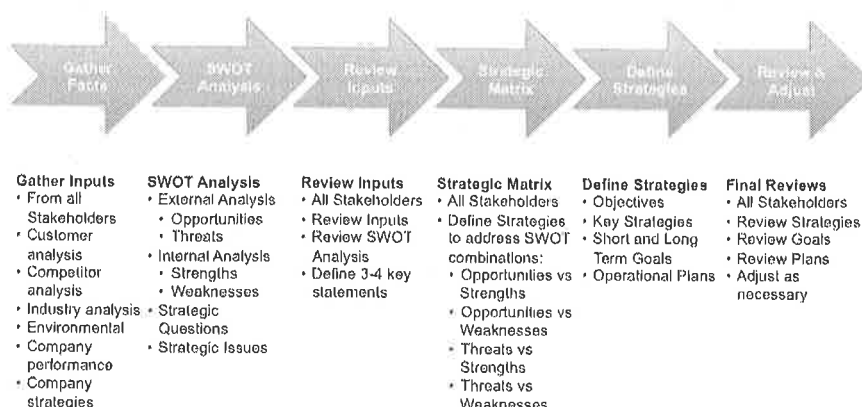 Gather
Facts
SWOT
Analysis
Review
Inputs
Strategic
Matrix
Define
Strategies
Review &
Adjust
Gather Inputs
• From all
Stakeholders
• Customer
analysis
• Competitor
analysis
• Industry analysis
• Environmental
• Company
performance
• Company
strategies
SWOT Analysis
• External Analysis
• Opportunities
• Threats
• Internal Analysis
• Strengths
• Weaknesses
• Strategic
Questions
• Strategic Issues
Review Inputs
• All Stakeholders
• Review Inputs
• Review SWOT
Analysis
• Define 3-4 key
statements
Strategic Matrix
• All Stakeholders
• Define Strategies
to address SWOT
combinations:
• Opportunities vs
Strengths
• Opportunities vs
Weaknesses
• Threats vs
Strengths
• Threats vs
Weaknesses
Define Strategies
• Objectives
• Key Strategies
• Short and Long
Term Goals
• Operational Plans
Final Reviews
• All Stakeholders
• Review Strategies
• Review Goals
• Review Plans
• Adjust as
necessary